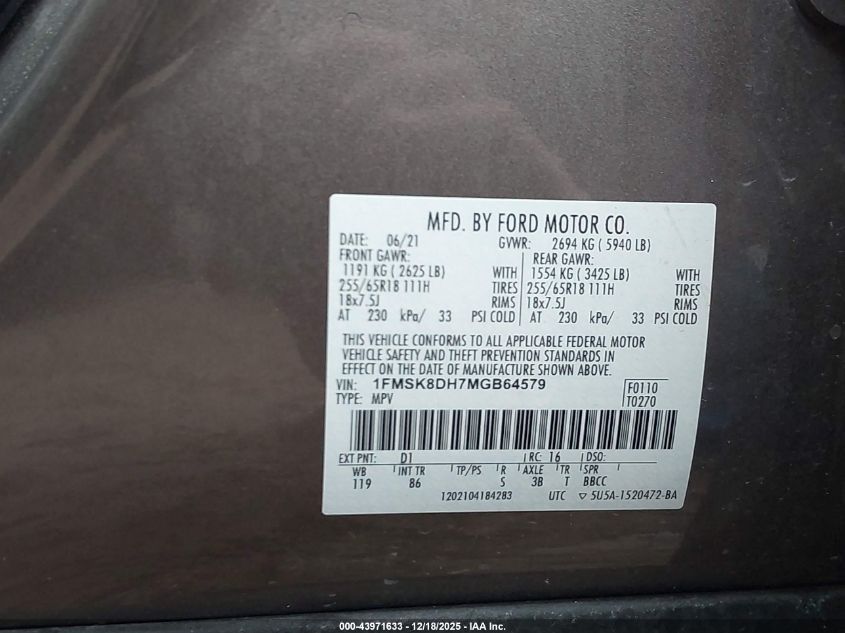 MFD. BY FORD MOTOR CO.
DATE: 06/21 GVWR: 2694 KG ( 5940 LB)
FRONT GAWR: REAR GAWR:
1191 KG ( 2625 LB) WITH 1554 KG ( 3425 LB) WITH
255/65R18 111H TIRES 255/65R18 111H TIRES
18x7.5J RIMS 18x7.5J RIMS
AT 230 kPa/ 33 PSI COLD AT 230 kPa/ 33 PSI COLD
THIS VEHICLE CONFORMS TO ALL APPLICABLE FEDERAL MOTOR
VEHICLE SAFETY AND THEFT PREVENTION STANDARDS IN
EFFECT ON THE DATE OF MANUFACTURE SHOWN ABOVE.
VIN: 1FMSK8DH7MGB64579 F0110
TYPE: MPV T0270
EXT PNT: D1 RC: 16 DSO:
WB INT TR TP/PS R AXLE TR SPR
119 86 S 3B T BBCC
1202104184283 UTC ▽ 5U5A-1520472-BA
000-43971633 - 12/18/2025 - IAA Inc.